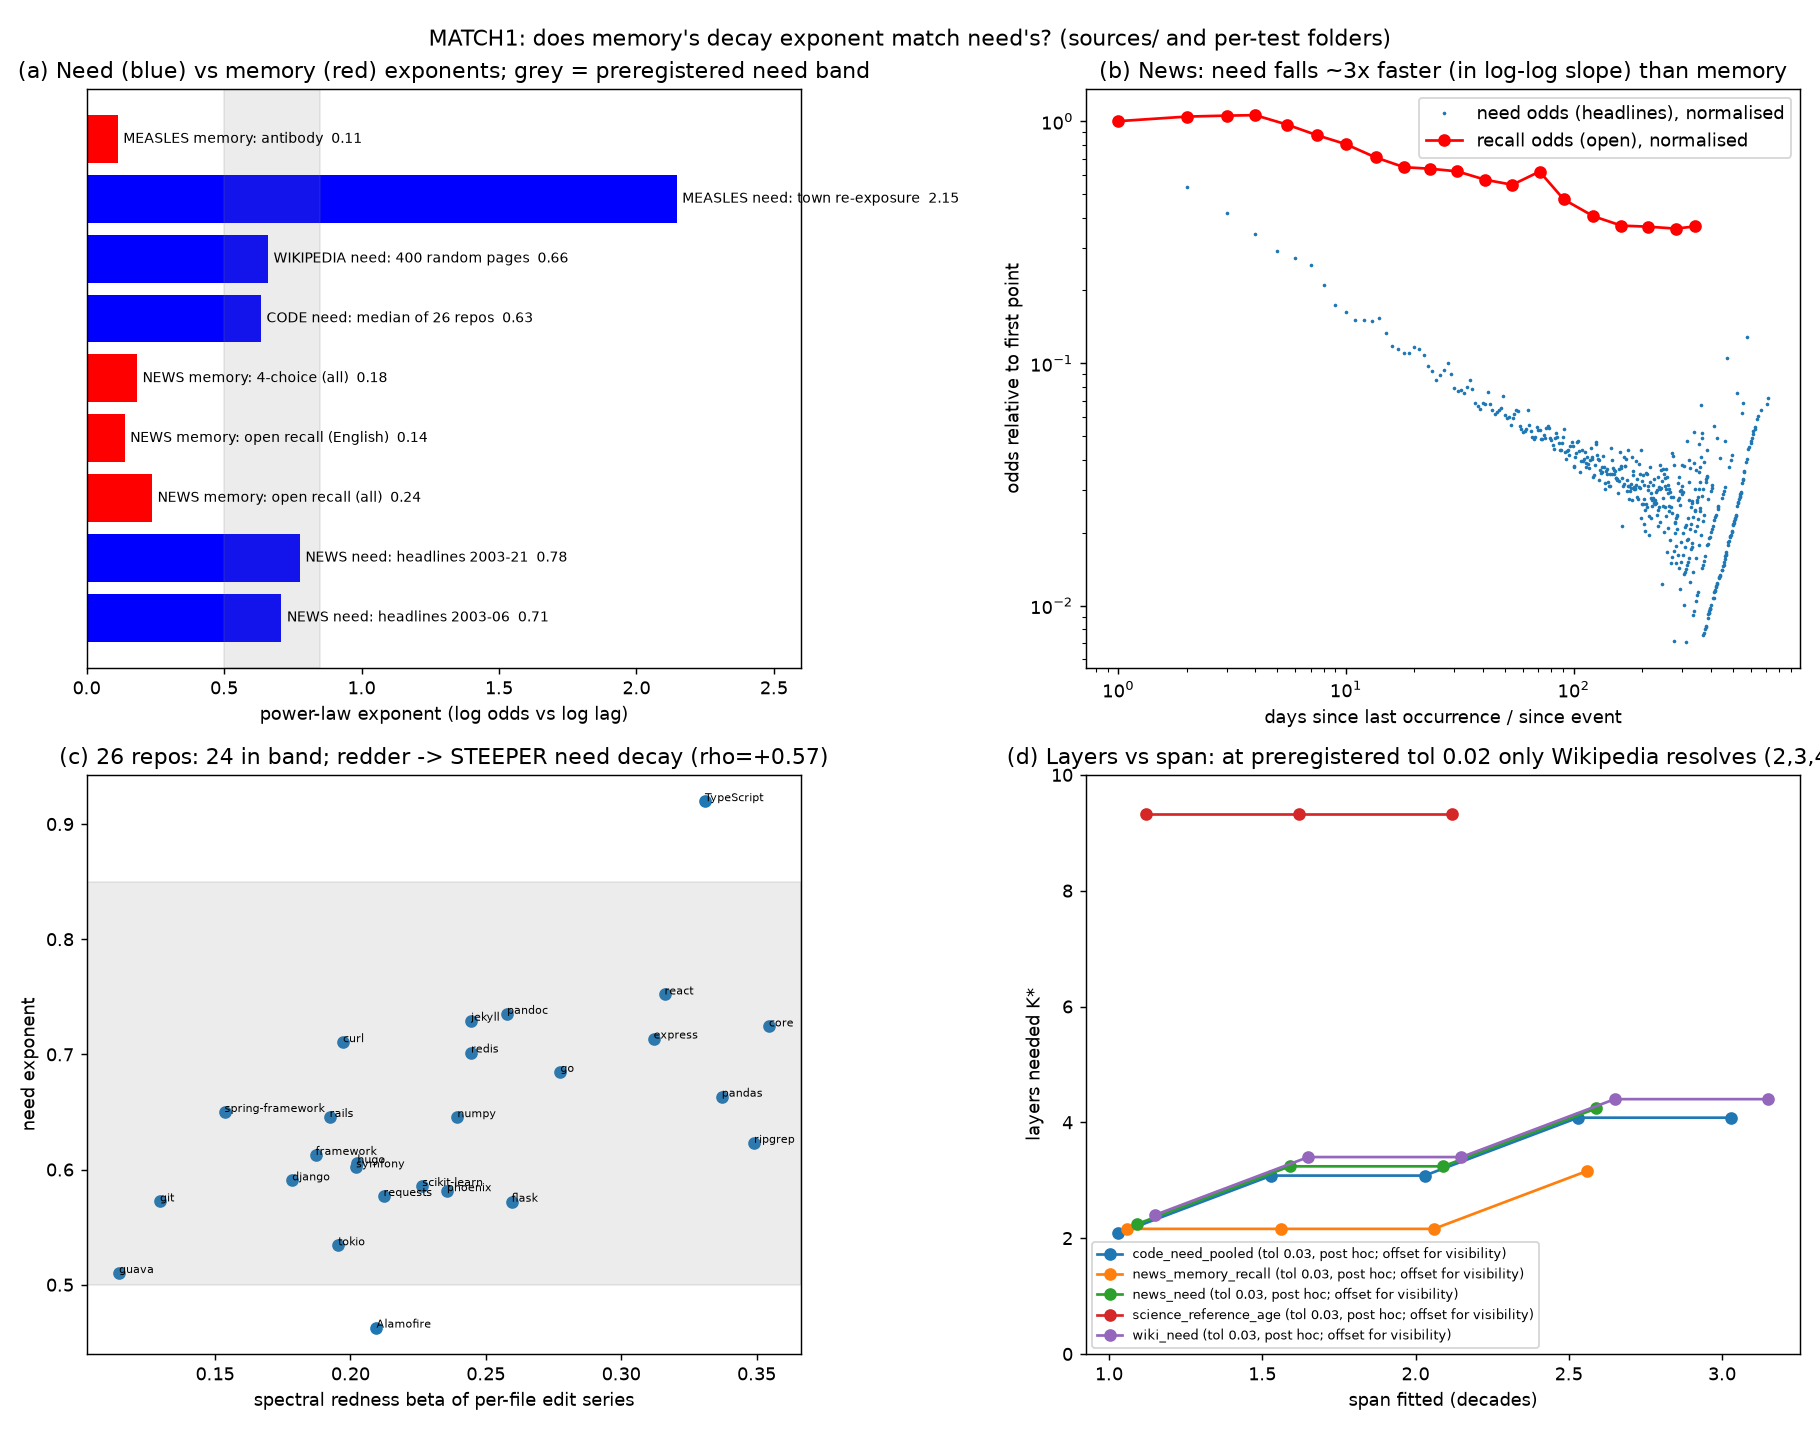 MATCH1: does memory's decay exponent match need's? (sources/ and per-test folders)
(a) Need (blue) vs memory (red) exponents; grey = preregistered need band
MEASLES memory: antibody 0.11
MEASLES need: town re-exposure 2.15
WIKIPEDIA need: 400 random pages 0.66
CODE need: median of 26 repos 0.63
NEWS memory: 4-choice (all) 0.18
NEWS memory: open recall (English) 0.14
NEWS memory: open recall (all) 0.24
NEWS need: headlines 2003-21 0.78
NEWS need: headlines 2003-06 0.71
0.0 0.5 1.0 1.5 2.0 2.5
power-law exponent (log odds vs log lag)
(b) News: need falls ~3x faster (in log-log slope) than memory
need odds (headlines), normalised
recall odds (open), normalised
odds relative to first point
10⁰
10⁻¹
10⁻²
10⁰ 10¹ 10²
days since last occurrence / since event
(c) 26 repos: 24 in band; redder -> STEEPER need decay (rho=+0.57)
need exponent
0.9
0.8
0.7
0.6
0.5
TypeScript
react
pandoc
jekyll
core
curl
express
redis
go
pandas
spring-framework
rails
numpy
ripgrep
framework
hugo
symfony
django
scikit-learn
phoenix
requests
flask
git
tokio
guava
Alamofire
0.15 0.20 0.25 0.30 0.35
spectral redness beta of per-file edit series
(d) Layers vs span: at preregistered tol 0.02 only Wikipedia resolves (2,3,4
layers needed K*
10
8
6
4
2
0
code_need_pooled (tol 0.03, post hoc; offset for visibility)
news_memory_recall (tol 0.03, post hoc; offset for visibility)
news_need (tol 0.03, post hoc; offset for visibility)
science_reference_age (tol 0.03, post hoc; offset for visibility)
wiki_need (tol 0.03, post hoc; offset for visibility)
1.0 1.5 2.0 2.5 3.0
span fitted (decades)